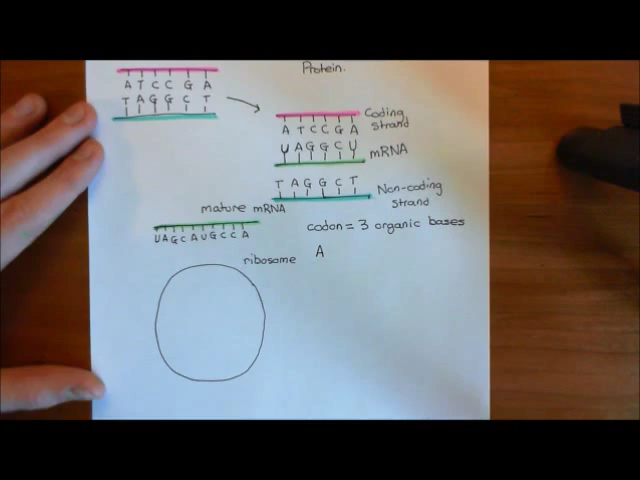 Protein.
A T C C G A
T A G G C T
Coding
strand
A T C C G A
U A G G C U
mRNA
T A G G C T
Non-coding
strand
mature mRNA
U A G C A U G C C A
codon = 3 organic bases
ribosome
A